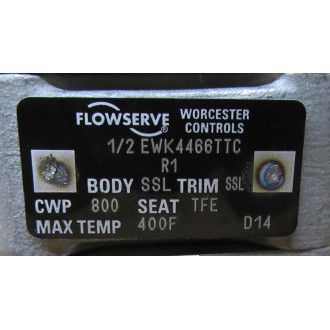 FLOWSERVE WORCESTER CONTROLS
1/2 EWK4466TTC
R1
BODY SSL TRIM SSL
CWP 800 SEAT TFE
MAX TEMP 400F D14